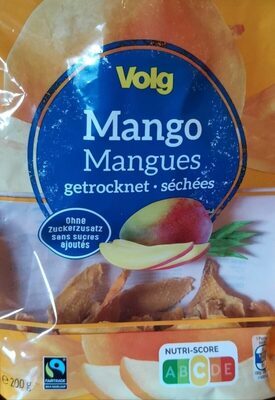 Volg
Mango
Mangues
getrocknet • séchées
Ohne
Zuckerzusatz
sans sucres
ajoutés
NUTRI-SCORE
A B C D E
FAIRTRADE
e 200 g